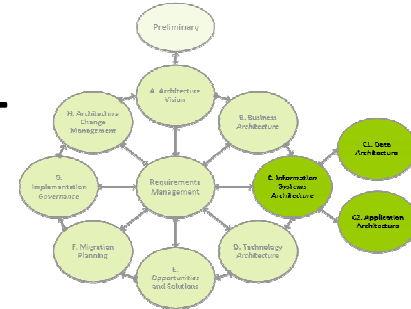 Preliminary
A. Architecture
Vision
H. Architecture
Change
Management
B. Business
Architecture
C1. Data
Architecture
G.
Implementation
Governance
Requirements
Management
C. Information
Systems
Architecture
C2. Application
Architecture
F. Migration
Planning
E.
Opportunities
and Solutions
D. Technology
Architecture